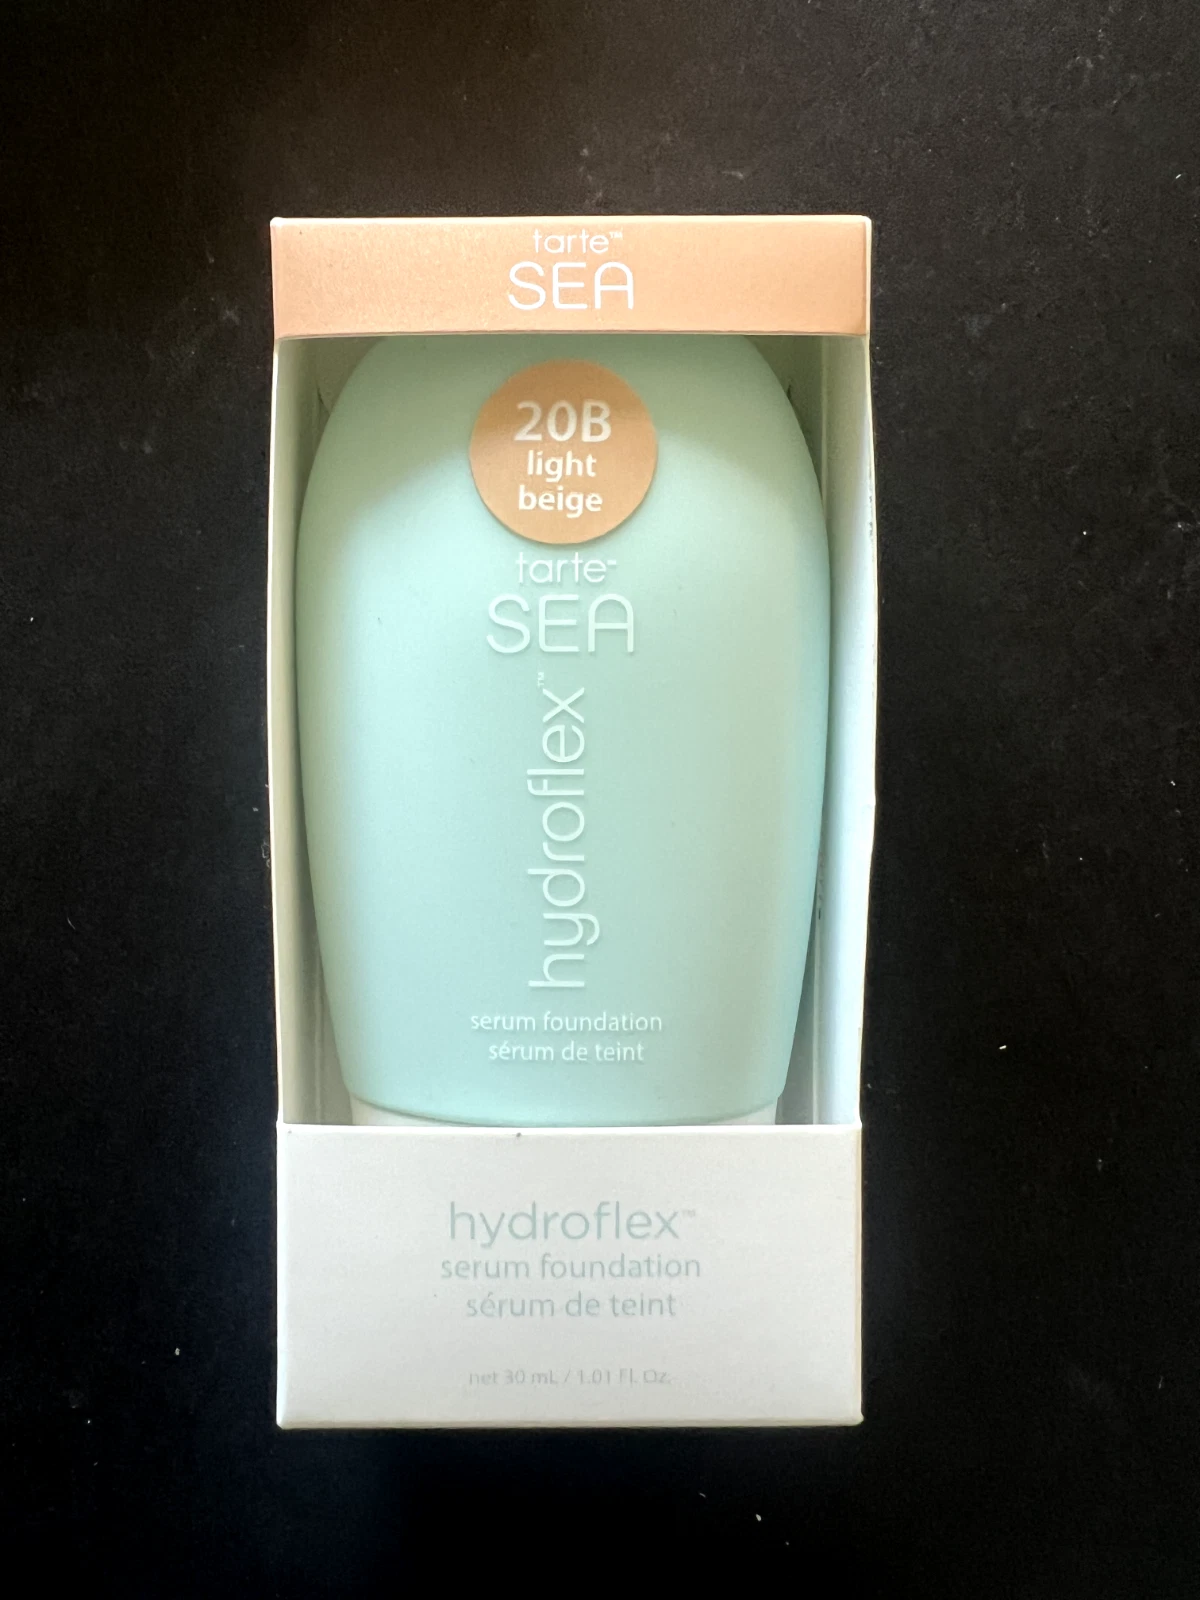 tarte™
SEA
20B
light
beige
tarte™
SEA
hydroflex™
serum foundation
sérum de teint
hydroflex™
serum foundation
sérum de teint
net 30 mL / 1.01 Fl. Oz.